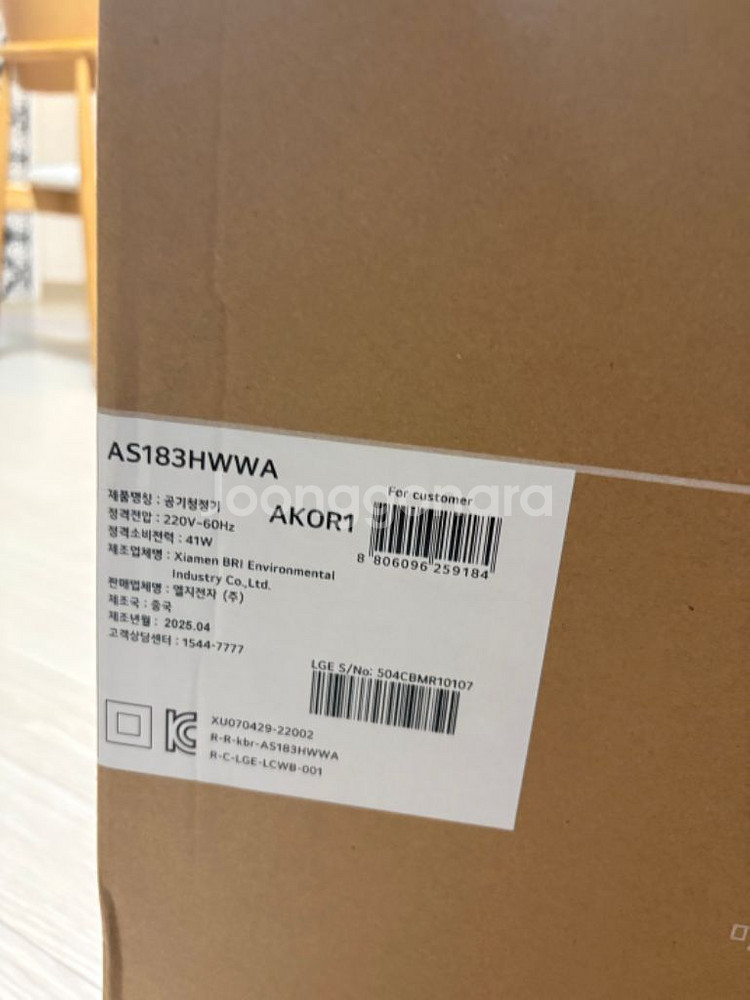 AS183HWWA
제품명칭 : 공기청정기
정격전압 : 220V~60Hz
정격소비전력 : 41W
제조업체명 : Xiamen BRI Environmental
Industry Co.,Ltd.
판매업체명 : 엘지전자 (주)
제조국 : 중국
제조년월 : 2025.04
고객상담센터 : 1544-7777
AKOR1
For customer
8 806096 259184
joonggonara
LGE S/No: 504CBMR10107
XU070429-22002
R-R-kbr-AS183HWWA
R-C-LGE-LCWB-001